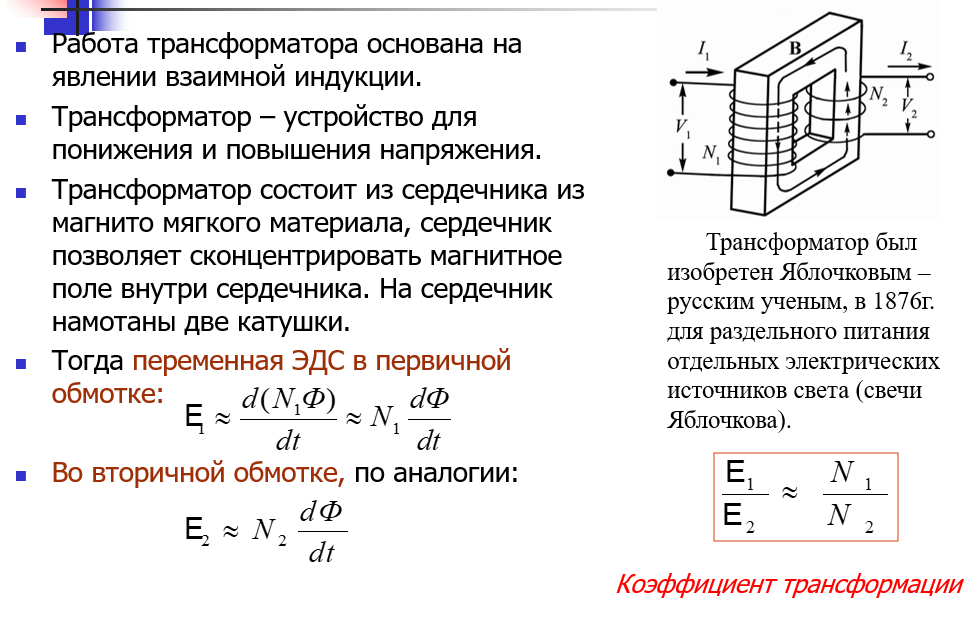 Работа трансформатора основана на
явлении взаимной индукции.
Трансформатор – устройство для
понижения и повышения напряжения.
Трансформатор состоит из сердечника из
магнито мягкого материала, сердечник
позволяет сконцентрировать магнитное
поле внутри сердечника. На сердечник
намотаны две катушки.
Тогда переменная ЭДС в первичной
обмотке:
E₁ ≈ d(N₁Φ)/dt ≈ N₁ dΦ/dt
Во вторичной обмотке, по аналогии:
E₂ ≈ N₂ dΦ/dt
I₁ B I₂
N₂
V₁ V₂
N₁
Трансформатор был
изобретен Яблочковым –
русским ученым, в 1876г.
для раздельного питания
отдельных электрических
источников света (свечи
Яблочкова).
E₁/E₂ ≈ N₁/N₂
Коэффициент трансформации